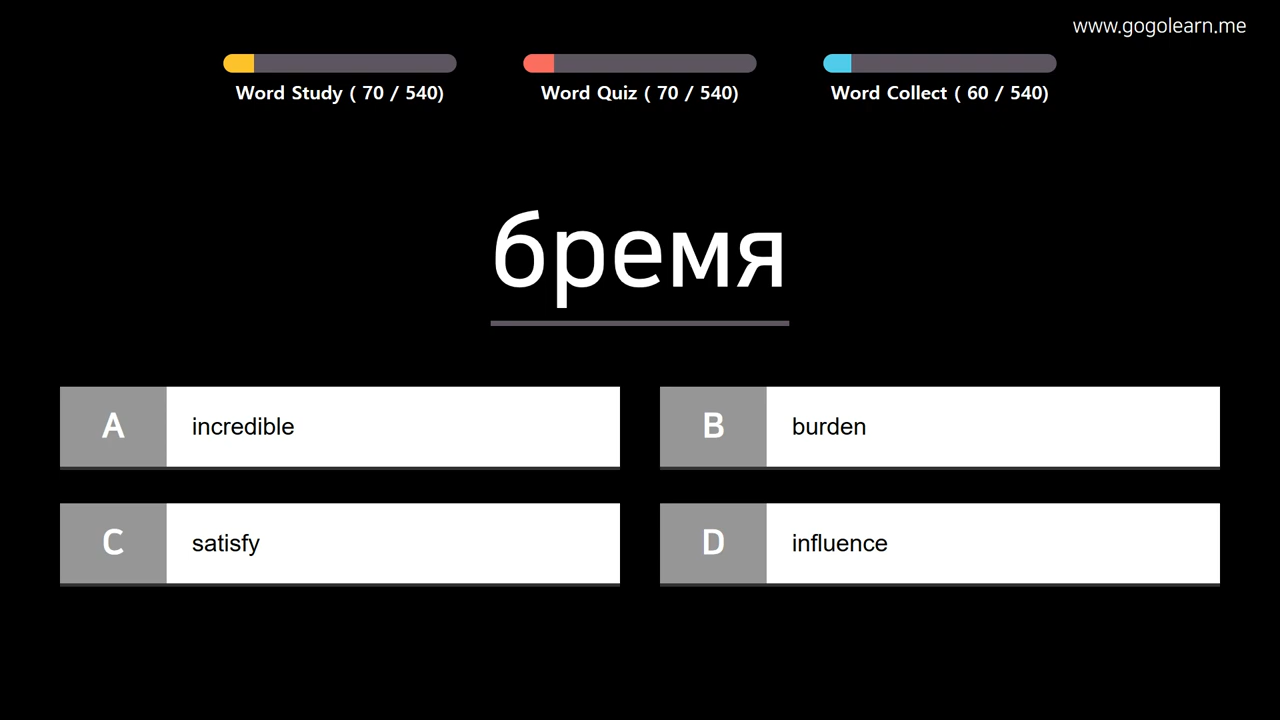 www.gogolearn.me
Word Study ( 70 / 540)
Word Quiz ( 70 / 540)
Word Collect ( 60 / 540)
бремя
A incredible
B burden
C satisfy
D influence